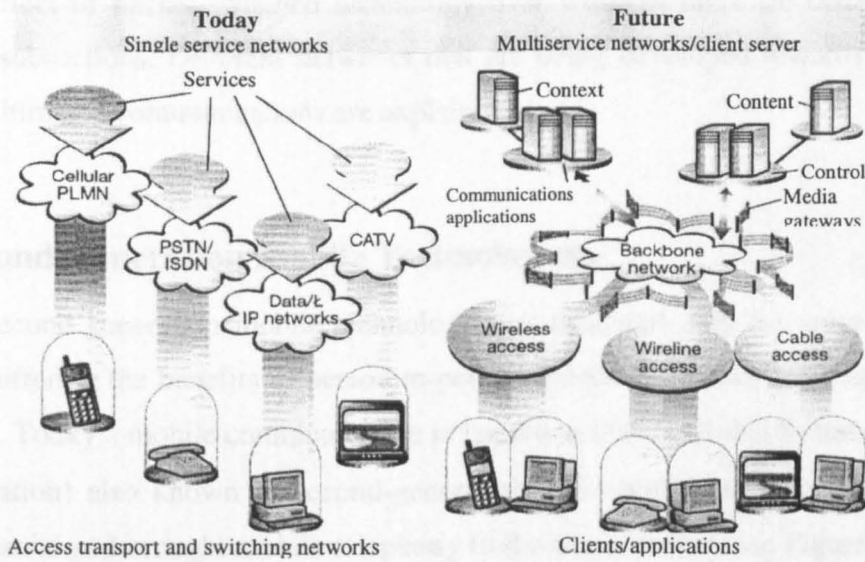 Today
Single service networks
Services
Cellular
PLMN
PSTN/
ISDN
CATV
Data/Ł
IP networks
Access transport and switching networks
Future
Multiservice networks/client server
Context
Content
Control
Communications
applications
Media
gateways
Backbone
network
Wireless
access
Wireline
access
Cable
access
Clients/applications